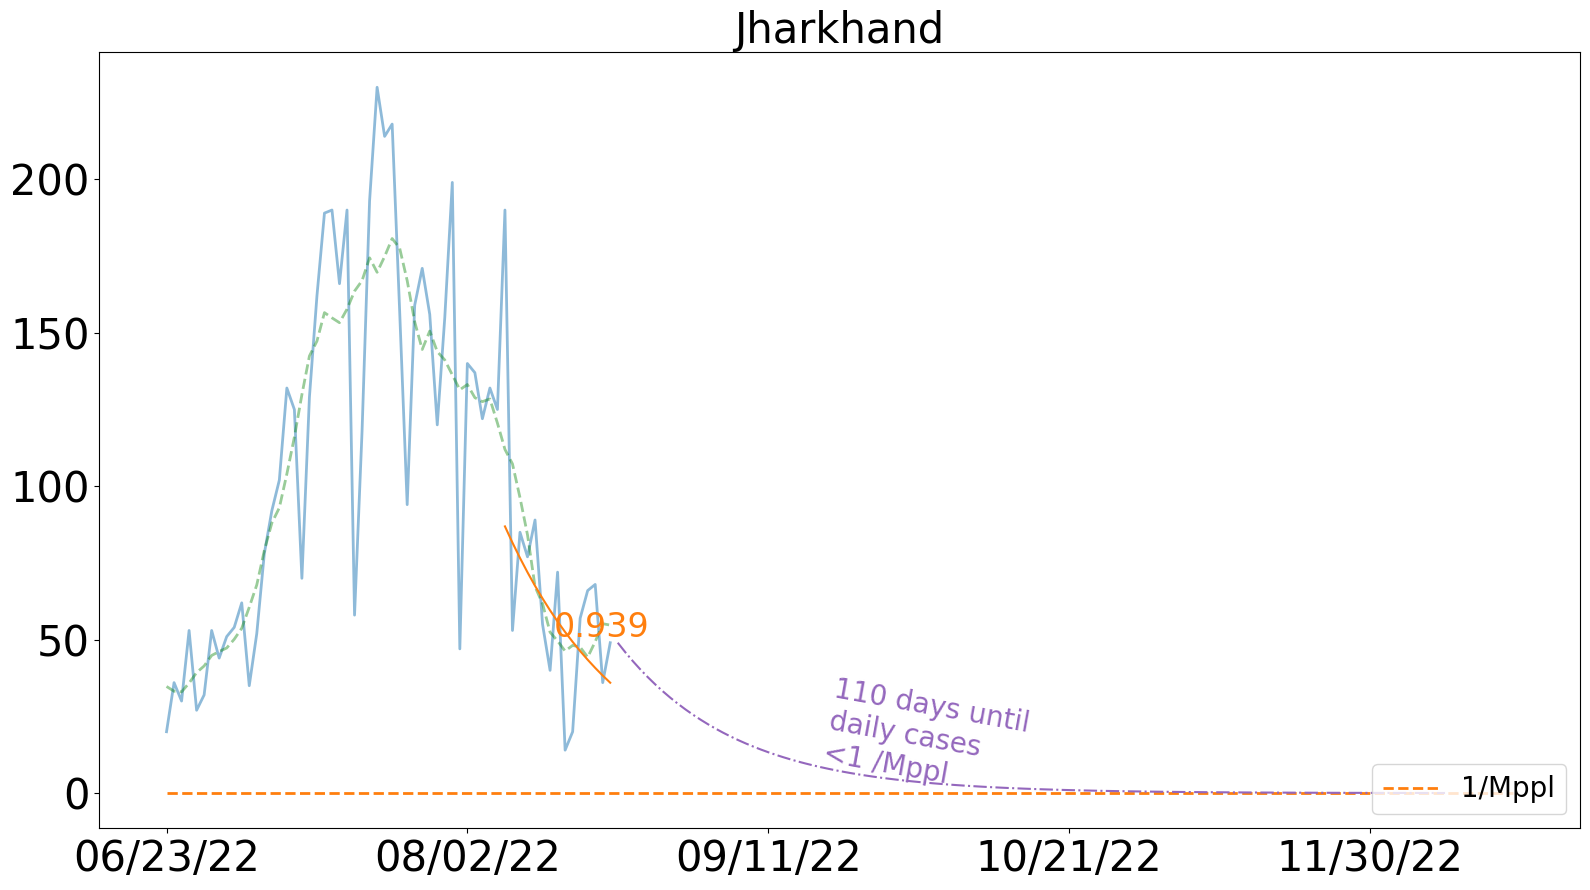 Jharkhand
200
150
100
50
0
0.939
110 days until
daily cases
<1 /Mppl
1/Mppl
06/23/22
08/02/22
09/11/22
10/21/22
11/30/22